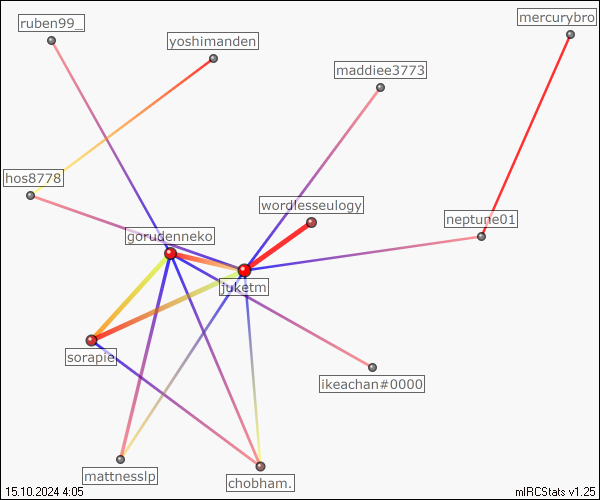 mercurybro
ruben99_
yoshimanden
maddiee3773
hos8778
wordlesseulogy
neptune01
gorudenneko
juketm
sorapie
ikeachan#0000
mattnesslp
chobham.
15.10.2024 4:05
mIRCStats v1.25